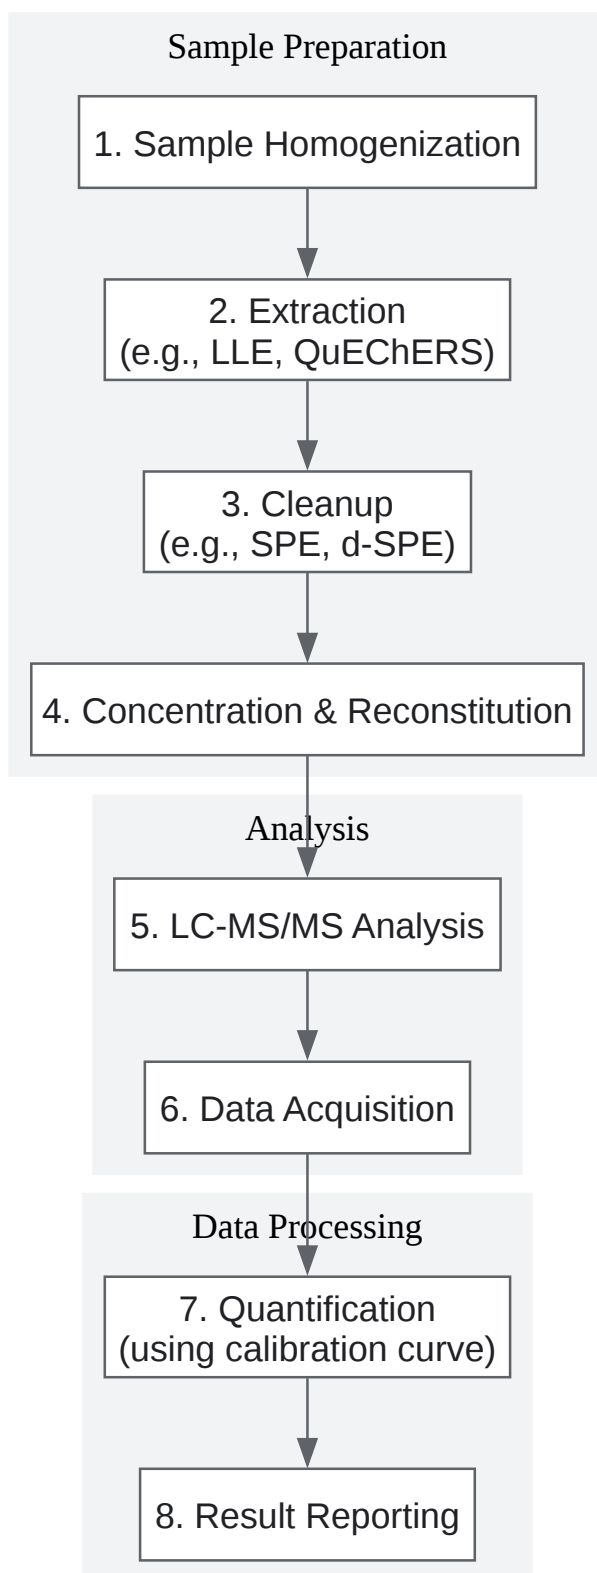 Sample Preparation
1. Sample Homogenization
2. Extraction
(e.g., LLE, QuEChERS)
3. Cleanup
(e.g., SPE, d-SPE)
4. Concentration & Reconstitution
Analysis
5. LC-MS/MS Analysis
6. Data Acquisition
Data Processing
7. Quantification
(using calibration curve)
8. Result Reporting